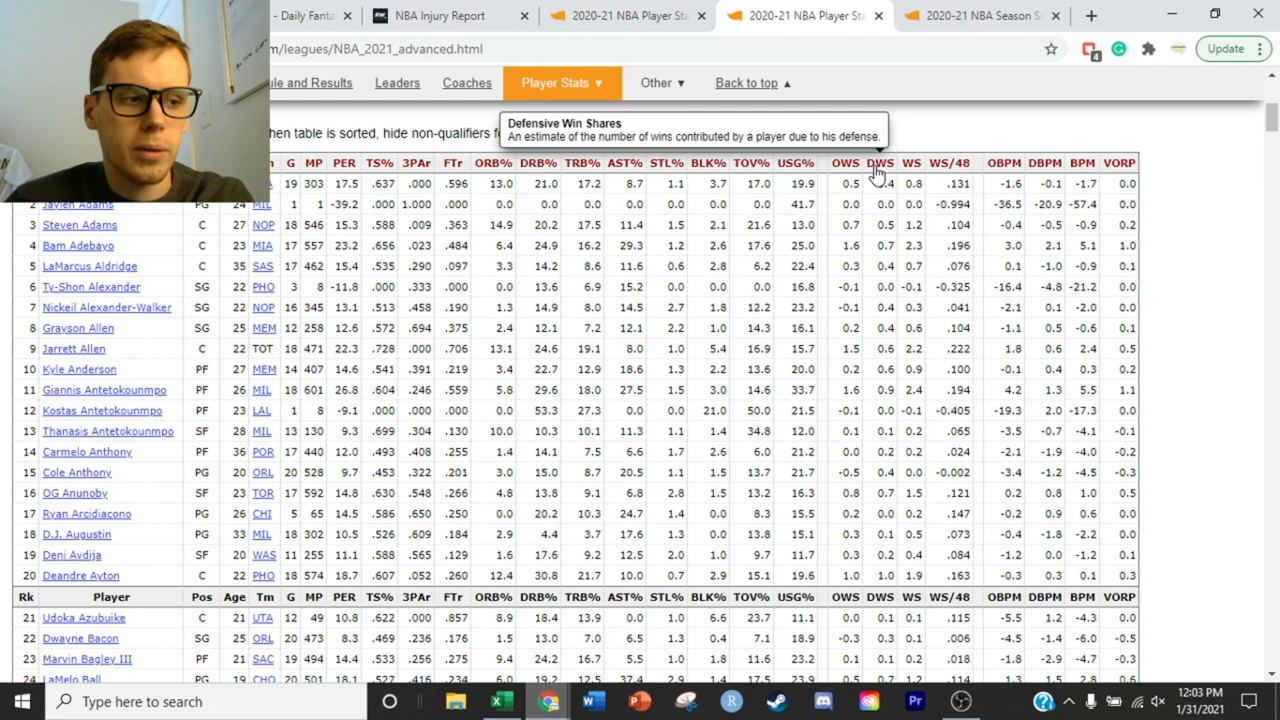 - Daily Fanta
NBA Injury Report
2020-21 NBA Player Sta
2020-21 NBA Player Sta
2020-21 NBA Season S
m/leagues/NBA_2021_advanced.html
4
Update
ule and Results Leaders Coaches Player Stats ▼ Other ▼ Back to top ▲
Defensive Win Shares
An estimate of the number of wins contributed by a player due to his defense.
hen table is sorted, hide non-qualifiers f
m G MP PER TS% 3PAr FTr ORB% DRB% TRB% AST% STL% BLK% TOV% USG% OWS DWS WS WS/48 OBPM DBPM BPM VORP
19 303 17.5 .637 .000 .596 13.0 21.0 17.2 8.7 1.1 3.7 17.0 19.9 0.5 .4 0.8 .131 -1.6 -0.1 -1.7 0.0
2 Jaylen Adams PG 24 MIL 1 1 -39.2 .000 1.000 .000 0.0 0.0 0.0 0.0 0.0 0.0 0.0 41.7 0.0 0.0 0.0 -0.994 -36.5 -20.9 -57.4 0.0
3 Steven Adams C 27 NOP 18 546 15.3 .588 .009 .363 14.9 20.2 17.5 11.4 1.5 2.1 21.6 13.0 0.7 0.5 1.2 .104 -0.4 -0.5 -0.9 0.2
4 Bam Adebayo C 23 MIA 17 557 23.2 .656 .023 .484 6.4 24.9 16.2 29.3 1.2 2.6 17.6 25.0 1.6 0.7 2.3 .196 3.0 2.1 5.1 1.0
5 LaMarcus Aldridge C 35 SAS 17 462 15.4 .535 .290 .097 3.3 14.2 8.6 11.6 0.6 2.8 6.2 22.4 0.3 0.4 0.7 .076 0.1 -1.0 -0.9 0.1
6 Ty-Shon Alexander SG 22 PHO 3 8 -11.8 .000 .333 .000 0.0 13.6 6.9 15.2 0.0 0.0 0.0 16.8 -0.1 0.0 -0.1 -0.325 -16.4 -4.8 -21.2 0.0
7 Nickeil Alexander-Walker SG 22 NOP 16 345 13.1 .513 .458 .190 1.3 14.9 8.0 14.5 2.7 1.8 12.2 23.2 -0.1 0.4 0.3 .041 -2.1 0.1 -2.0 0.0
8 Grayson Allen SG 25 MEM 12 258 12.6 .572 .694 .375 2.4 12.1 7.2 12.1 2.2 1.0 14.3 16.1 0.2 0.4 0.6 .104 -1.1 0.5 -0.6 0.1
9 Jarrett Allen C 22 TOT 18 471 22.3 .728 .000 .706 13.1 24.6 19.1 8.0 1.0 5.4 16.9 15.7 1.5 0.6 2.2 .222 1.8 0.6 2.4 0.5
10 Kyle Anderson PF 27 MEM 14 407 14.6 .541 .391 .219 3.4 22.7 12.9 18.6 1.3 2.2 13.6 20.0 0.2 0.6 0.9 .100 -0.1 0.4 0.3 0.2
11 Giannis Antetokounmpo PF 26 MIL 18 601 26.8 .604 .246 .559 5.8 29.6 18.0 27.5 1.0 3.0 14.6 33.7 1.6 0.9 2.4 .194 4.2 1.3 5.5 1.1
12 Kostas Antetokounmpo PF 23 LAL 1 8 -9.1 .000 .000 .000 0.0 53.3 27.3 0.0 0.0 21.0 50.0 21.5 -0.1 0.0 -0.1 -0.405 -19.3 2.0 -17.3 0.0
13 Thanasis Antetokounmpo SF 28 MIL 13 130 9.3 .699 .304 .130 10.0 10.3 10.1 11.3 1.1 1.4 34.8 12.0 0.1 0.1 0.2 .065 -3.5 -0.7 -4.1 -0.1
14 Carmelo Anthony PF 36 POR 17 440 12.0 .493 .408 .255 1.4 14.1 7.5 6.6 1.7 2.6 6.0 21.2 0.0 0.2 0.2 .024 -2.1 -1.9 -4.0 -0.2
15 Cole Anthony PG 20 ORL 20 528 9.7 .453 .322 .201 3.0 15.0 8.7 20.5 1.1 1.5 13.7 21.7 -0.5 0.4 0.0 -0.002 -3.4 -1.2 -4.5 -0.3
16 OG Anunoby SF 23 TOR 17 592 14.8 .630 .548 .266 4.8 13.8 9.1 6.8 2.8 1.5 13.2 16.3 0.8 0.7 1.5 .121 0.2 0.8 1.0 0.5
17 Ryan Arcidiacono PG 26 CHI 5 65 14.5 .586 .650 .250 0.0 20.2 10.3 24.7 1.4 0.0 8.3 15.5 0.2 0.0 0.2 .147 -0.2 0.9 0.6 0.0
18 D.J. Augustin PG 33 MIL 18 302 10.5 .526 .609 .184 2.9 4.4 3.7 17.6 1.3 0.0 13.8 15.1 0.3 0.1 0.5 .073 -0.4 -1.8 -2.2 0.0
19 Deni Avdija SF 20 WAS 11 255 11.1 .588 .565 .129 1.6 17.6 9.2 12.5 2.0 1.0 9.7 11.7 0.3 0.2 0.4 .084 -1.2 0.0 -1.2 0.1
20 Deandre Ayton C 22 PHO 18 574 18.7 .607 .052 .260 12.4 30.8 21.7 10.0 0.7 2.9 15.1 19.6 1.0 1.0 1.9 .163 -0.3 0.3 0.1 0.3
Rk Player Pos Age Tm G MP PER TS% 3PAr FTr ORB% DRB% TRB% AST% STL% BLK% TOV% USG% OWS DWS WS WS/48 OBPM DBPM BPM VORP
21 Udoka Azubuike C 21 UTA 12 49 10.8 .622 .000 .857 8.9 18.4 13.9 0.0 1.0 6.6 23.7 11.1 0.0 0.1 0.1 .115 -5.5 1.2 -4.3 0.0
22 Dwayne Bacon SG 25 ORL 20 473 8.3 .469 .236 .176 1.5 13.0 7.0 6.5 1.3 0.4 7.1 18.9 -0.3 0.3 0.1 .006 -4.5 -1.4 -6.0 -0.5
23 Marvin Bagley III PF 21 SAC 19 494 14.4 .533 .256 .275 9.4 24.2 16.7 5.5 1.0 1.8 11.6 23.2 0.1 0.1 0.2 .018 -1.8 -2.9 -4.7 -0.3
24 LaMelo Ball PG 19 CHO 20 501 18.1 .527 .416 .234 6.0 19.2 12.5 37.4 2.9 1.4 17.5 23.9 0.5 0.7 1.2 .114 1.3 1.5 2.8 0.6
Type here to search
12:03 PM
1/31/2021